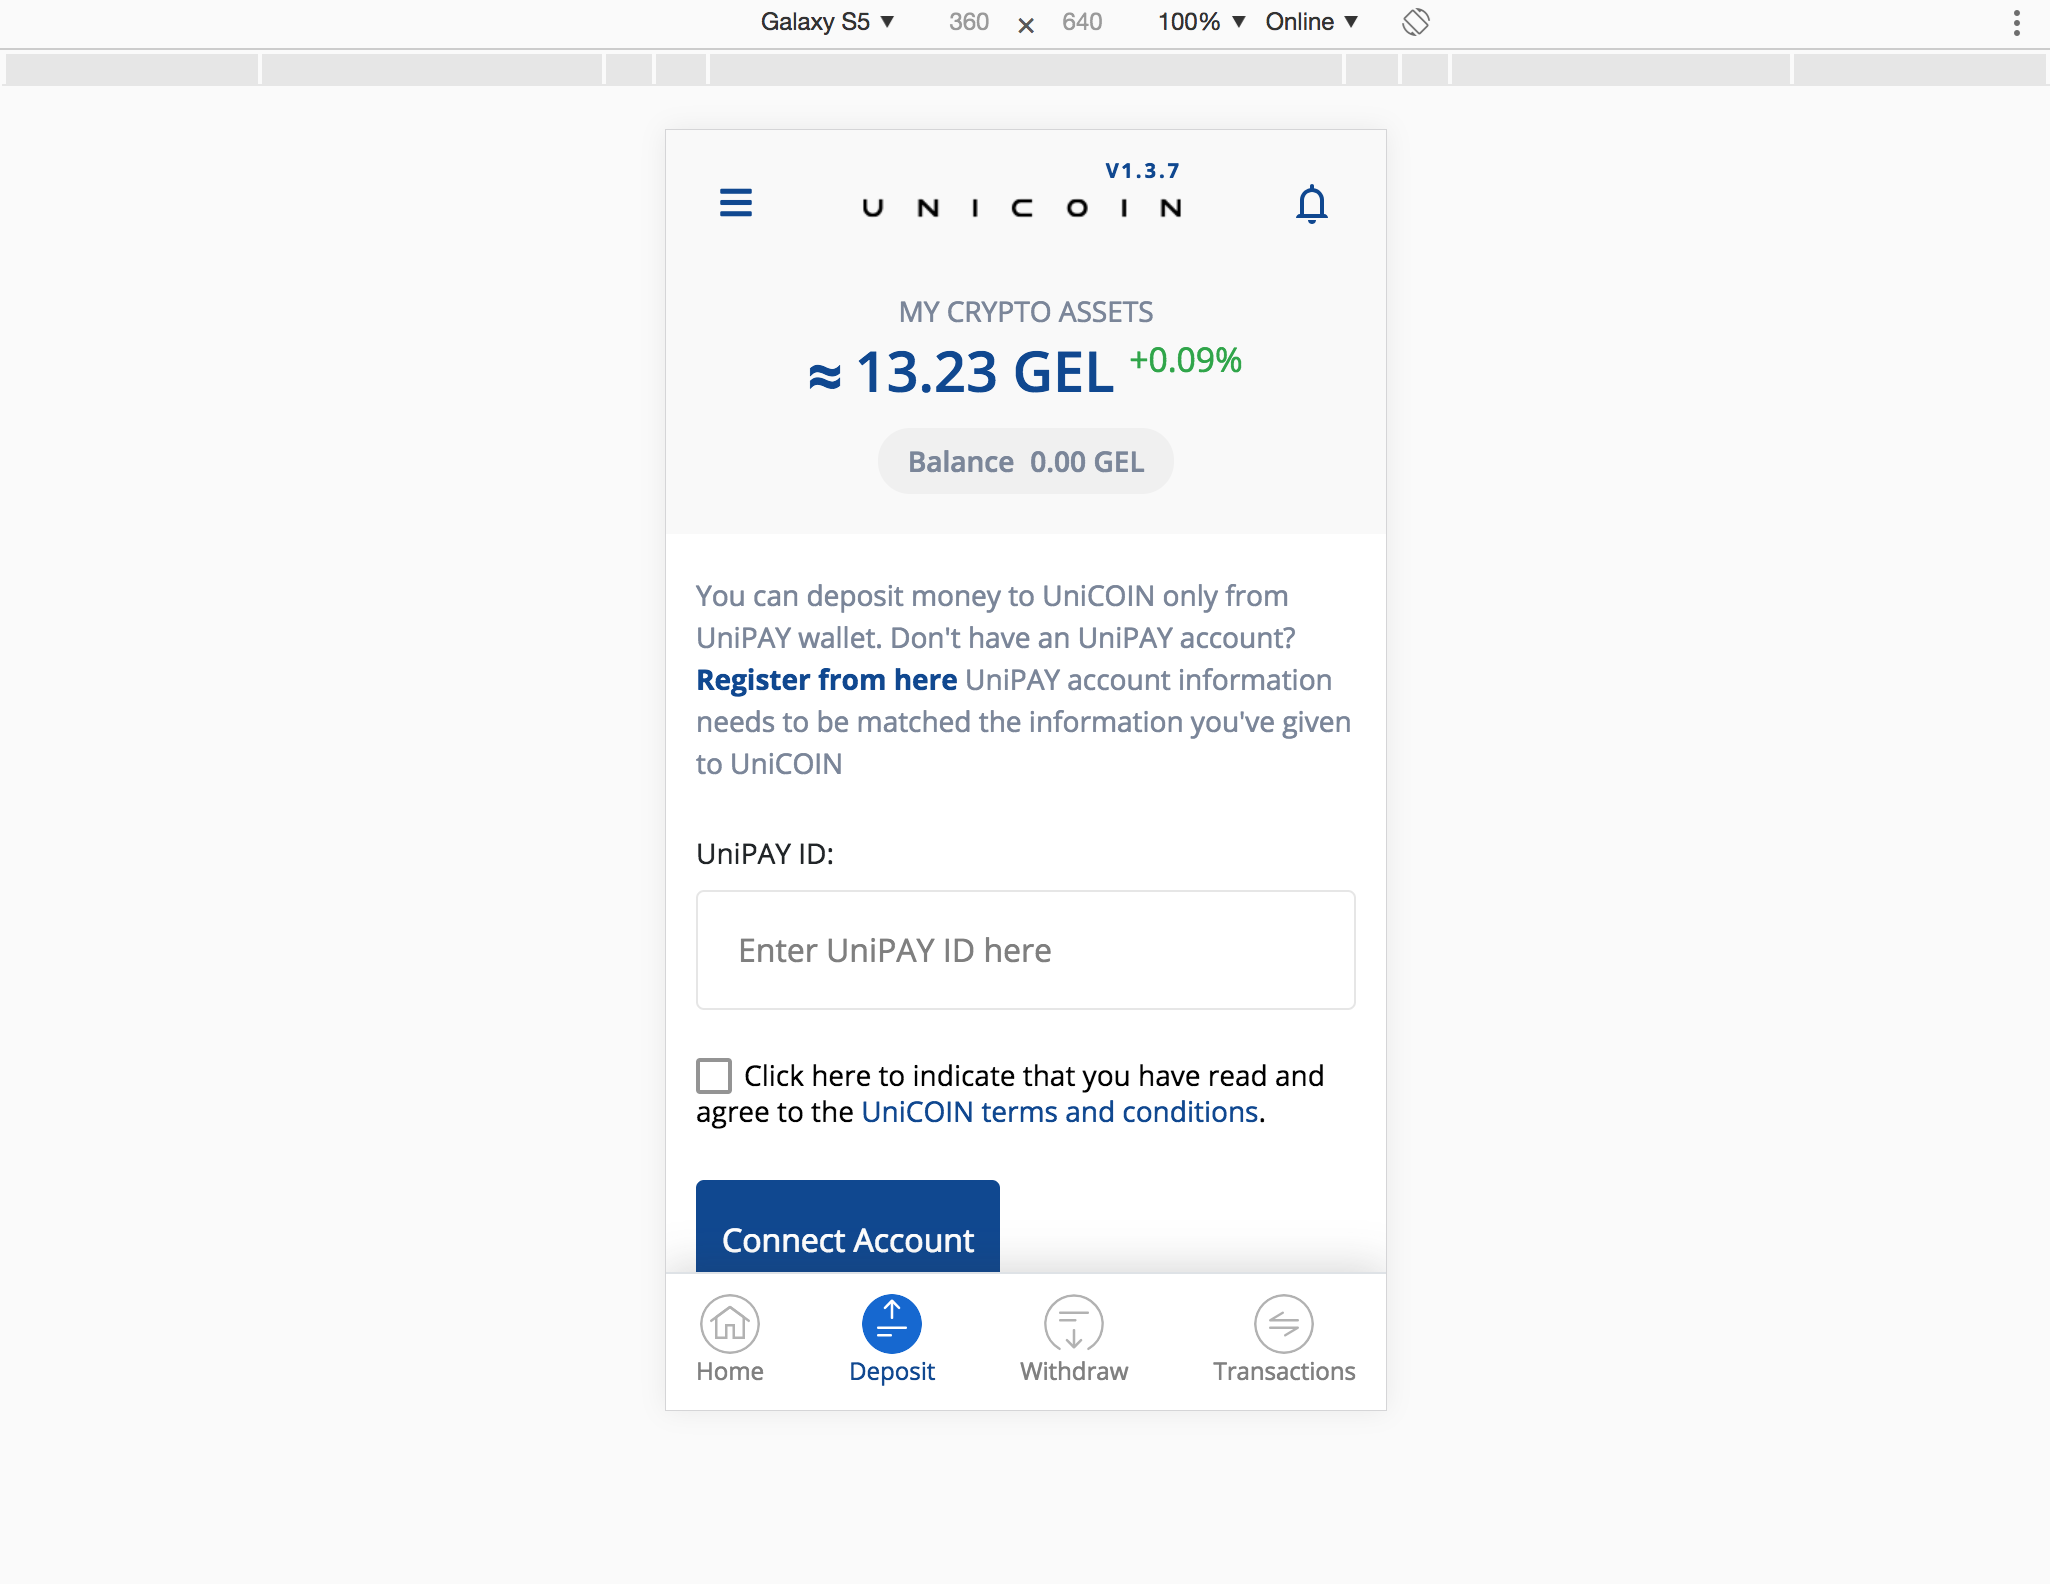 Galaxy S5 ▼ 360 × 640 100% ▼ Online ▼
V1.3.7
UNICOIN
MY CRYPTO ASSETS
≈ 13.23 GEL +0.09%
Balance 0.00 GEL
You can deposit money to UniCOIN only from
UniPAY wallet. Don't have an UniPAY account?
Register from here UniPAY account information
needs to be matched the information you've given
to UniCOIN
UniPAY ID:
Enter UniPAY ID here
Click here to indicate that you have read and
agree to the UniCOIN terms and conditions.
Connect Account
Home Deposit Withdraw Transactions